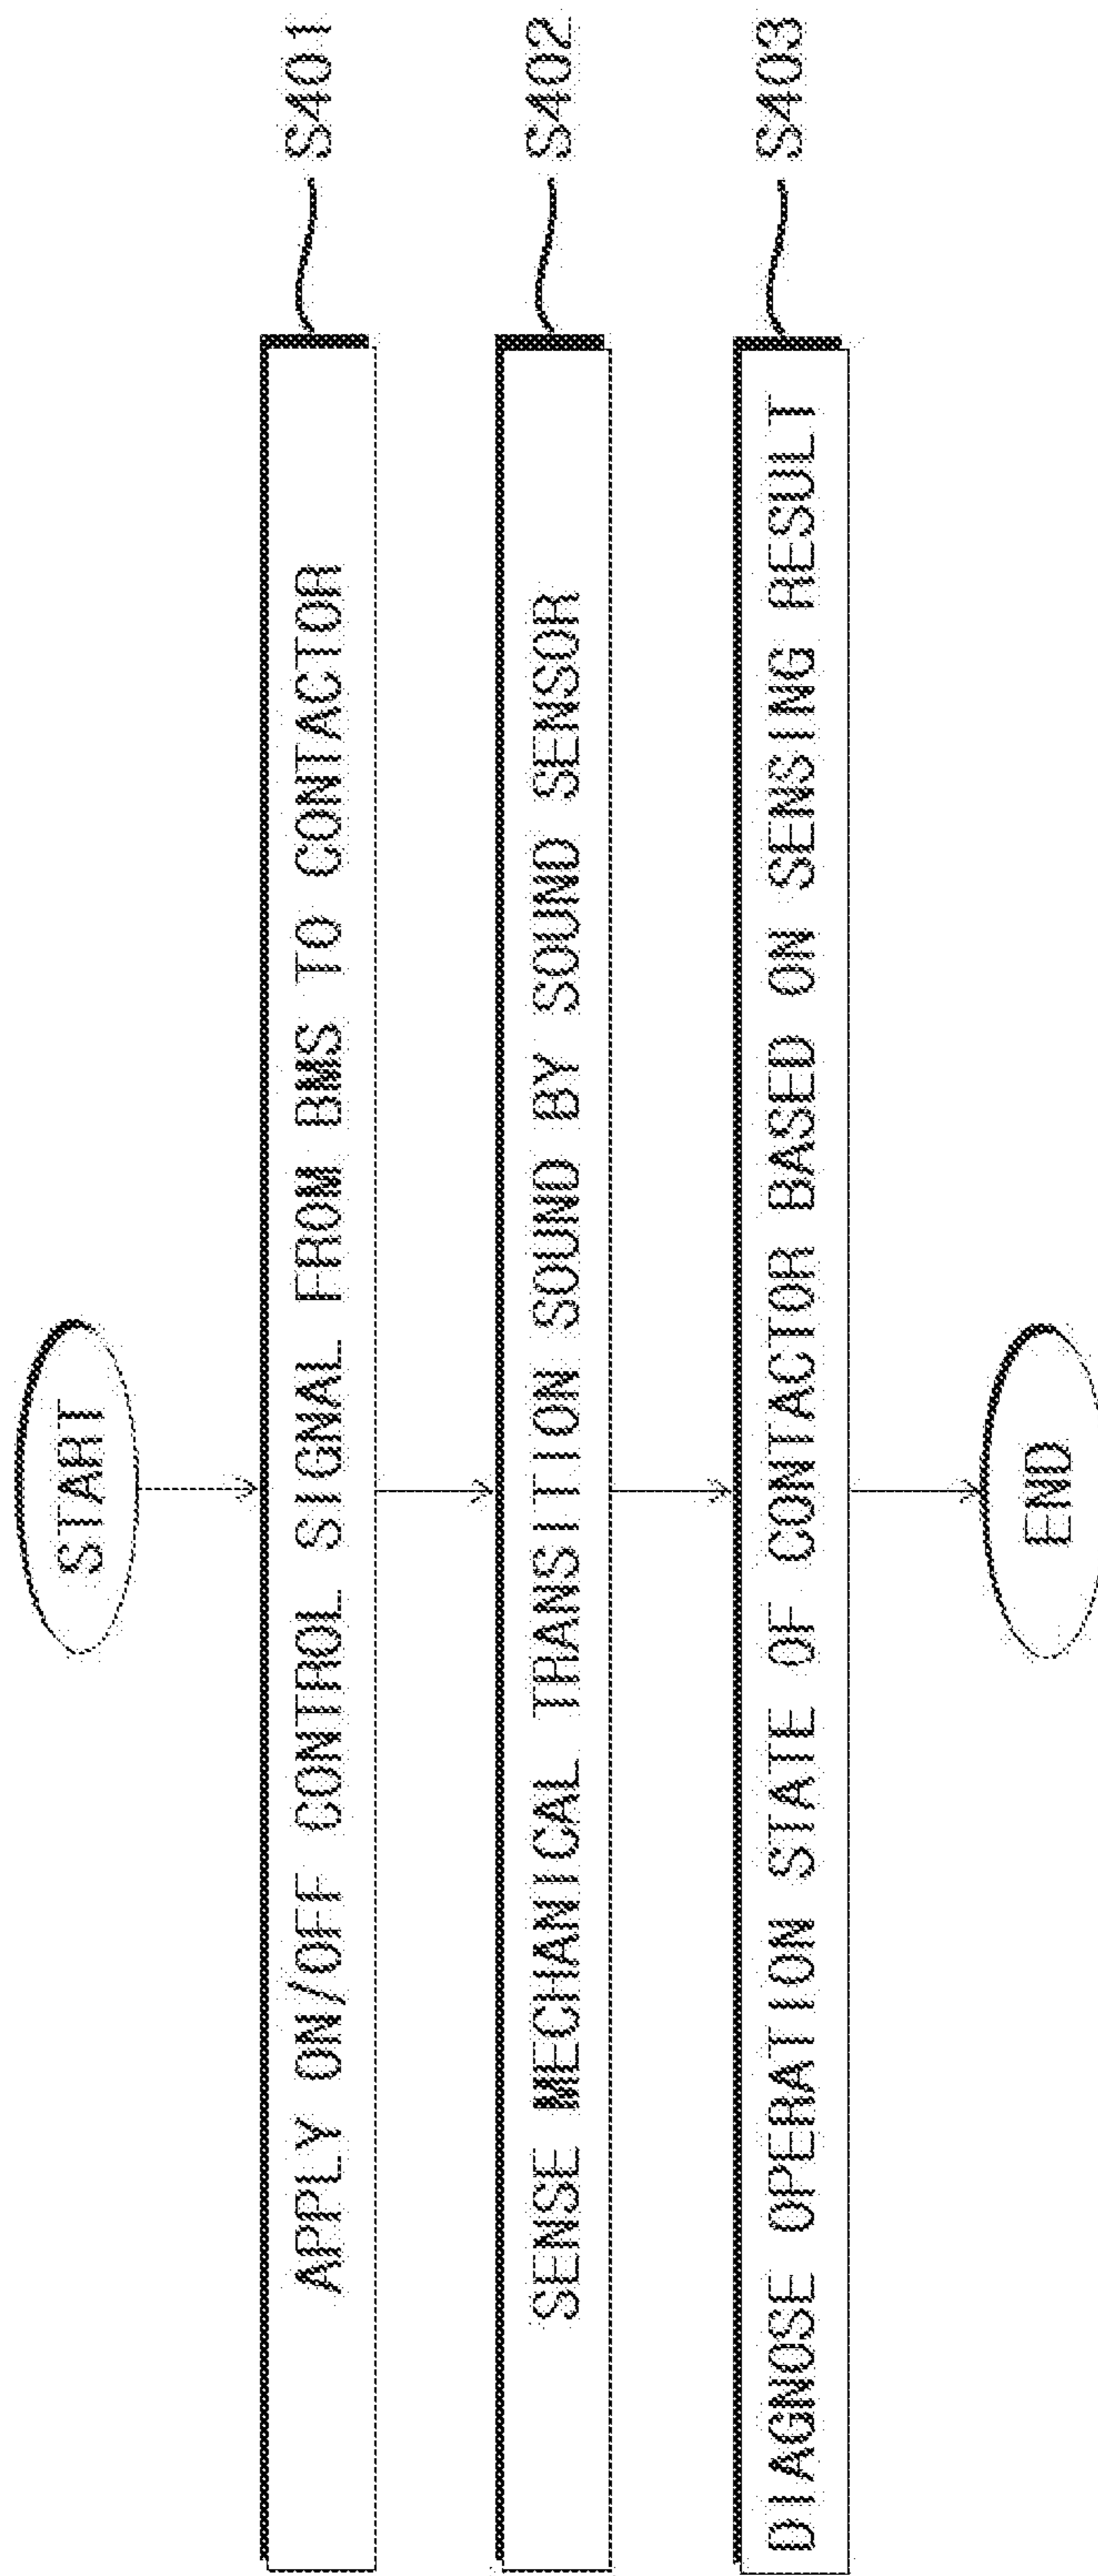 START
APPLY ON/OFF CONTROL SIGNAL FROM BMS TO CONTACTOR
S401
SENSE MECHANICAL TRANSITION SOUND BY SOUND SENSOR
S402
DIAGNOSE OPERATION STATE OF CONTACTOR BASED ON SENSING RESULT
S403
END